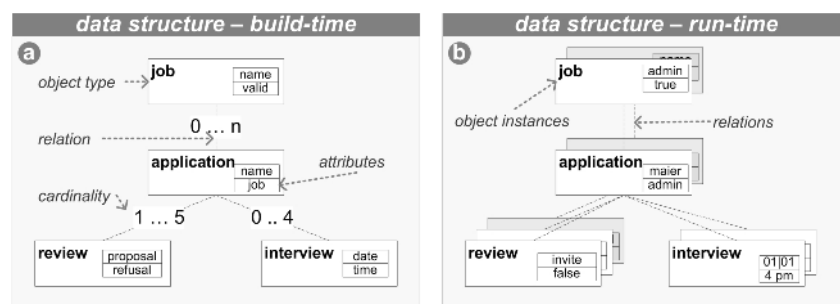 data structure – build-time
a
job
name
valid
object type
0 ... n
relation
application
name
job
attributes
cardinality
1 ... 5
0 .. 4
review
proposal
refusal
interview
date
time
data structure – run-time
b
job
admin
true
object instances
relations
application
maier
admin
review
invite
false
interview
01|01
4 pm